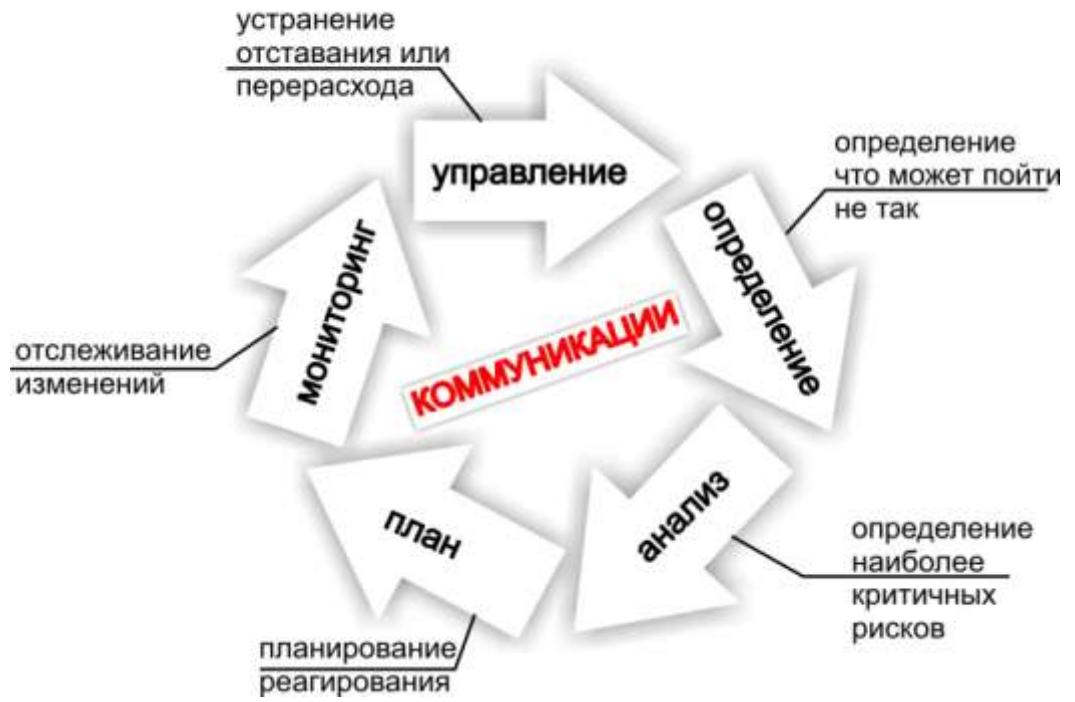 устранение
отставания или
перерасхода
управление
определение
что может пойти
не так
определение
КОММУНИКАЦИИ
мониторинг
отслеживание
изменений
анализ
план
определение
наиболее
критичных
рисков
планирование
реагирования